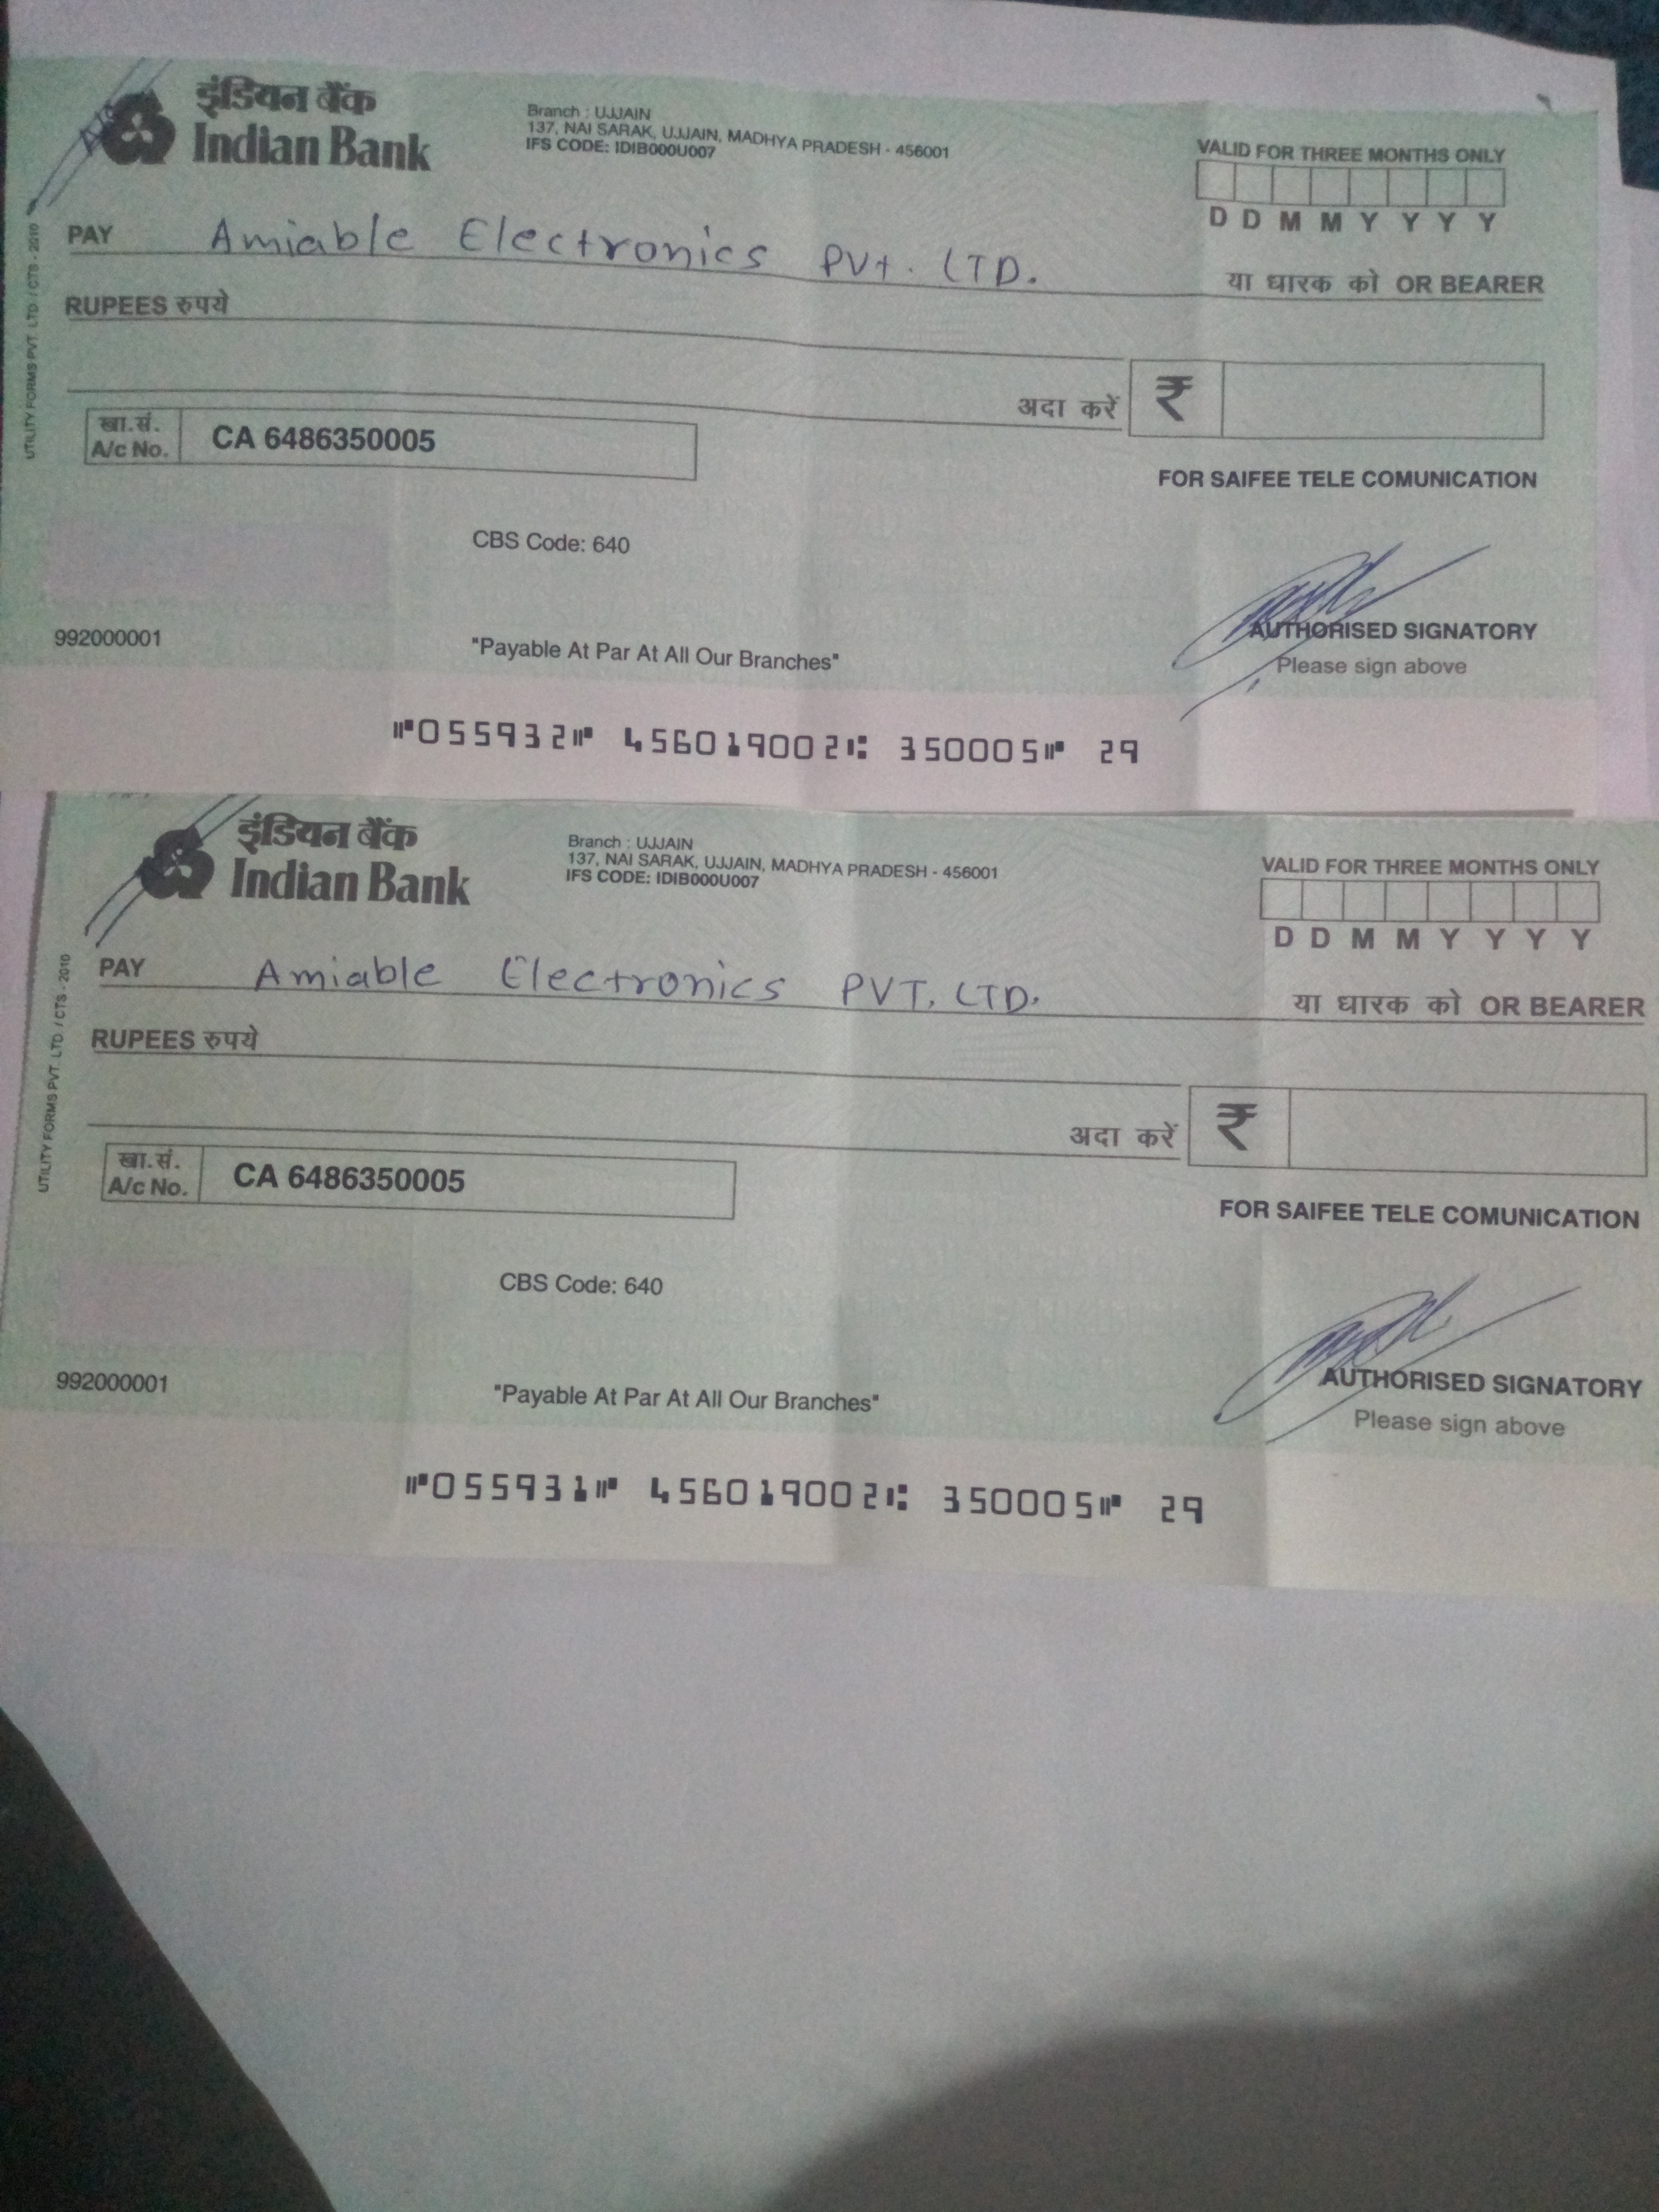 इंडियन बैंक
Indian Bank
Branch : UJJAIN
137, NAI SARAK, UJJAIN, MADHYA PRADESH - 456001
IFS CODE: IDIB000U007
VALID FOR THREE MONTHS ONLY
D D M M Y Y Y Y
PAY Amiable Electronics Pvt. LTD.
या धारक को OR BEARER
RUPEES रुपये
अदा करें ₹
खा.सं.
A/c No. CA 6486350005
FOR SAIFEE TELE COMUNICATION
CBS Code: 640
AUTHORISED SIGNATORY
Please sign above
992000001
"Payable At Par At All Our Branches"
⑈055932⑈ 456019002⑆ 350005⑈ 29
UTILITY FORMS PVT. LTD. / CTS - 2010
इंडियन बैंक
Indian Bank
Branch : UJJAIN
137, NAI SARAK, UJJAIN, MADHYA PRADESH - 456001
IFS CODE: IDIB000U007
VALID FOR THREE MONTHS ONLY
D D M M Y Y Y Y
PAY Amiable Electronics PVT. LTD.
या धारक को OR BEARER
RUPEES रुपये
अदा करें ₹
खा.सं.
A/c No. CA 6486350005
FOR SAIFEE TELE COMUNICATION
CBS Code: 640
AUTHORISED SIGNATORY
Please sign above
992000001
"Payable At Par At All Our Branches"
⑈055931⑈ 456019002⑆ 350005⑈ 29
UTILITY FORMS PVT. LTD. / CTS - 2010